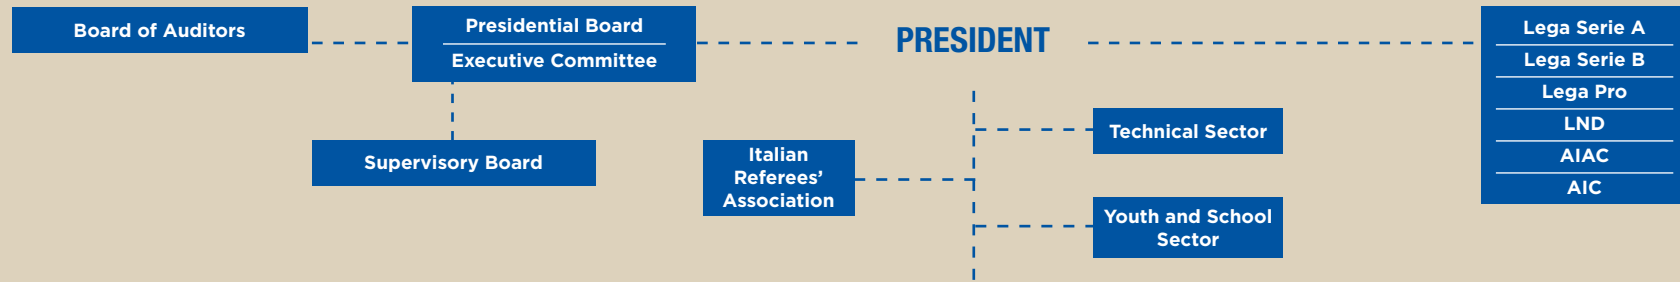 Board of Auditors
Presidential Board
Executive Committee
PRESIDENT
Lega Serie A
Lega Serie B
Lega Pro
LND
AIAC
AIC
Supervisory Board
Italian
Referees’
Association
Technical Sector
Youth and School
Sector